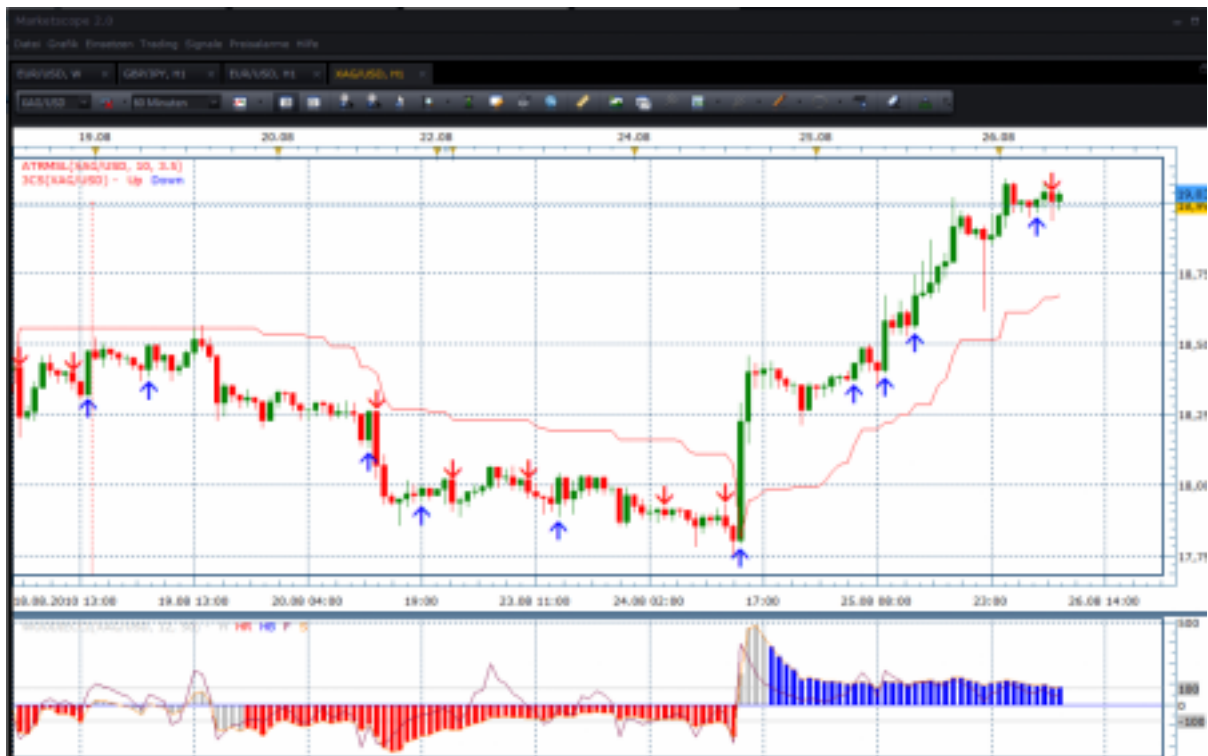 Marketscope 2.0
Datei Grafik Einsetzen Trading Signale Preisalarme Hilfe
EUR/USD, W GBP/JPY, H1 EUR/USD, H1 XAG/USD, H1
XAG/USD 60 Minuten
19.08 20.08 22.08 24.08 25.08 26.08
ATRMSL(XAG/USD, 10, 3.5)
3CS(XAG/USD) - Up Down
18,75
18,50
18,25
18,00
17,75
18.08.2010 13:00 19.08 13:00 20.08 04:00 19:00 23.08 11:00 24.08 02:00 17:00 25.08 08:00 23:00 26.08 14:00
100
0
-100